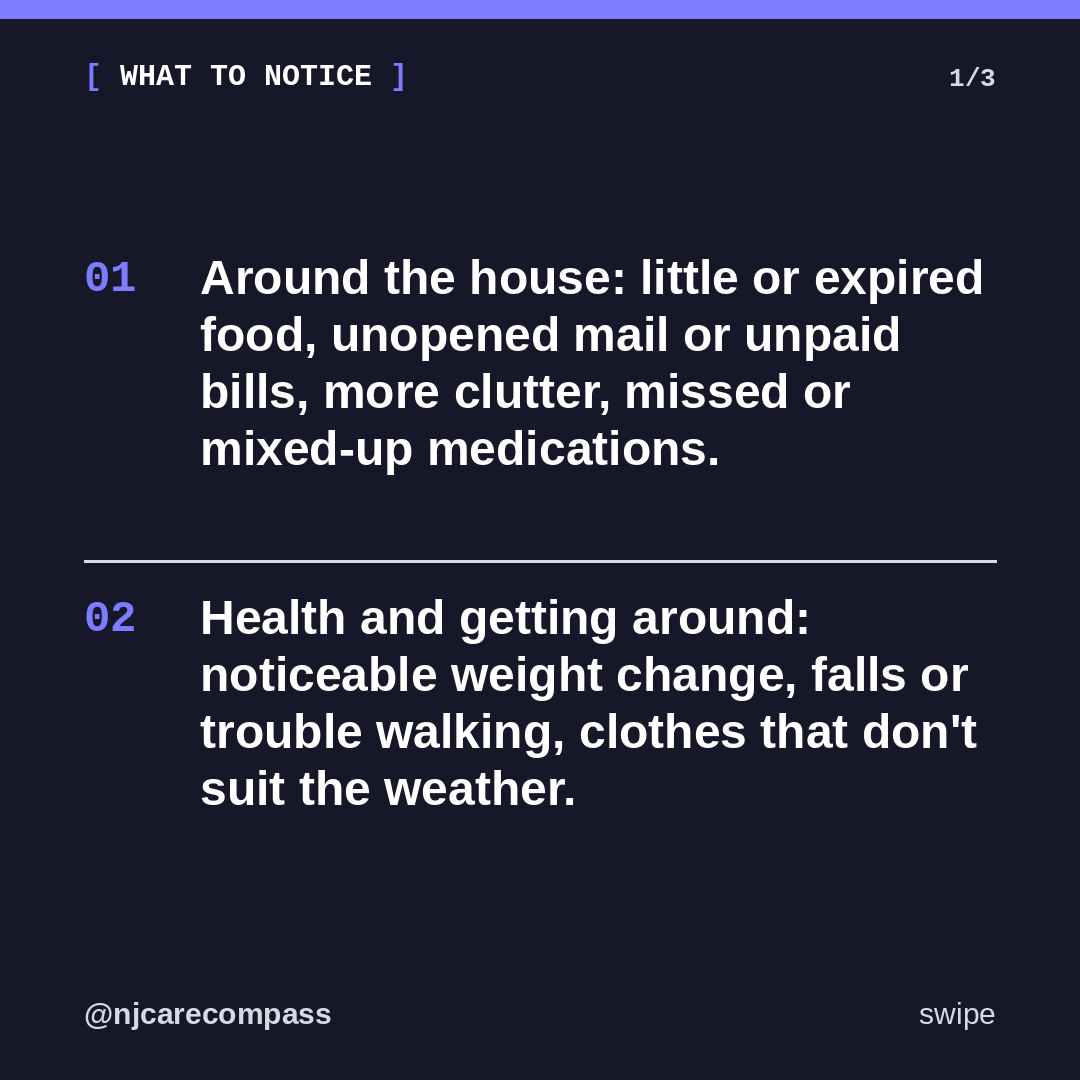 [ WHAT TO NOTICE ]
1/3
01
Around the house: little or expired
food, unopened mail or unpaid
bills, more clutter, missed or
mixed-up medications.
02
Health and getting around:
noticeable weight change, falls or
trouble walking, clothes that don't
suit the weather.
@njcarecompass
swipe